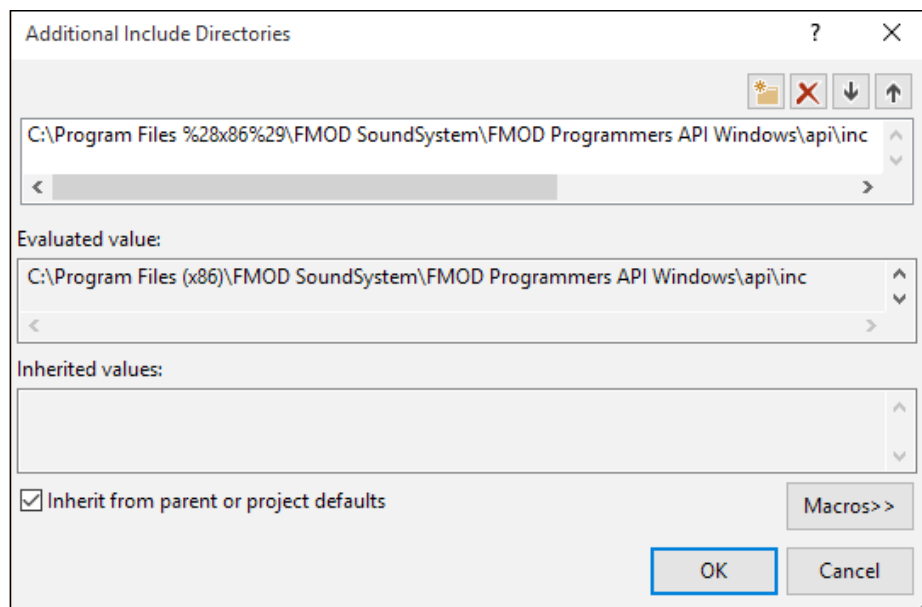 Additional Include Directories
C:\Program Files %28x86%29\FMOD SoundSystem\FMOD Programmers API Windows\api\inc
Evaluated value:
C:\Program Files (x86)\FMOD SoundSystem\FMOD Programmers API Windows\api\inc
Inherited values:
Inherit from parent or project defaults
Macros>>
OK
Cancel